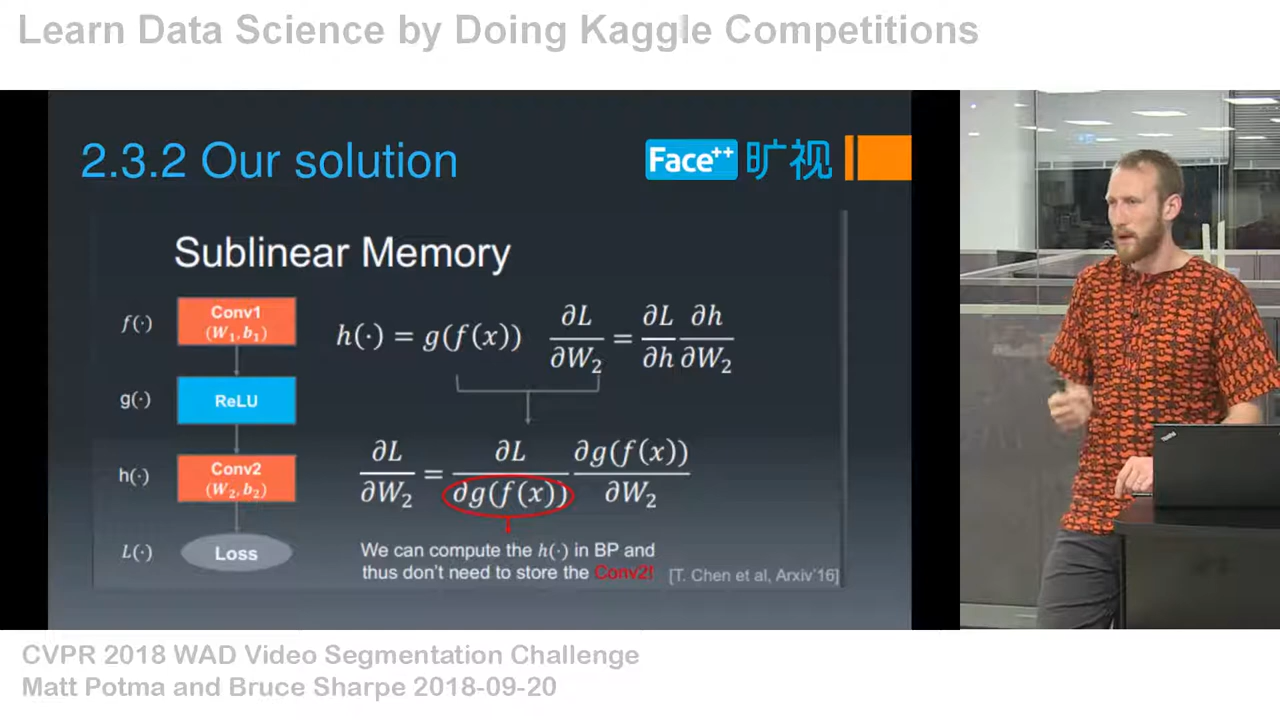 Learn Data Science by Doing Kaggle Competitions
2.3.2 Our solution
Face++ 旷视
Sublinear Memory
f(·)
Conv1
(W₁, b₁)
h(·) = g(f(x)) ∂L/∂W₂ = ∂L/∂h ∂h/∂W₂
g(·)
ReLU
h(·)
Conv2
(W₂, b₂)
∂L/∂W₂ = ∂L/∂g(f(x)) ∂g(f(x))/∂W₂
L(·)
Loss
We can compute the h(·) in BP and
thus don't need to store the Conv2!
[T. Chen et al, Arxiv'16]
ThinkPad
CVPR 2018 WAD Video Segmentation Challenge
Matt Potma and Bruce Sharpe 2018-09-20